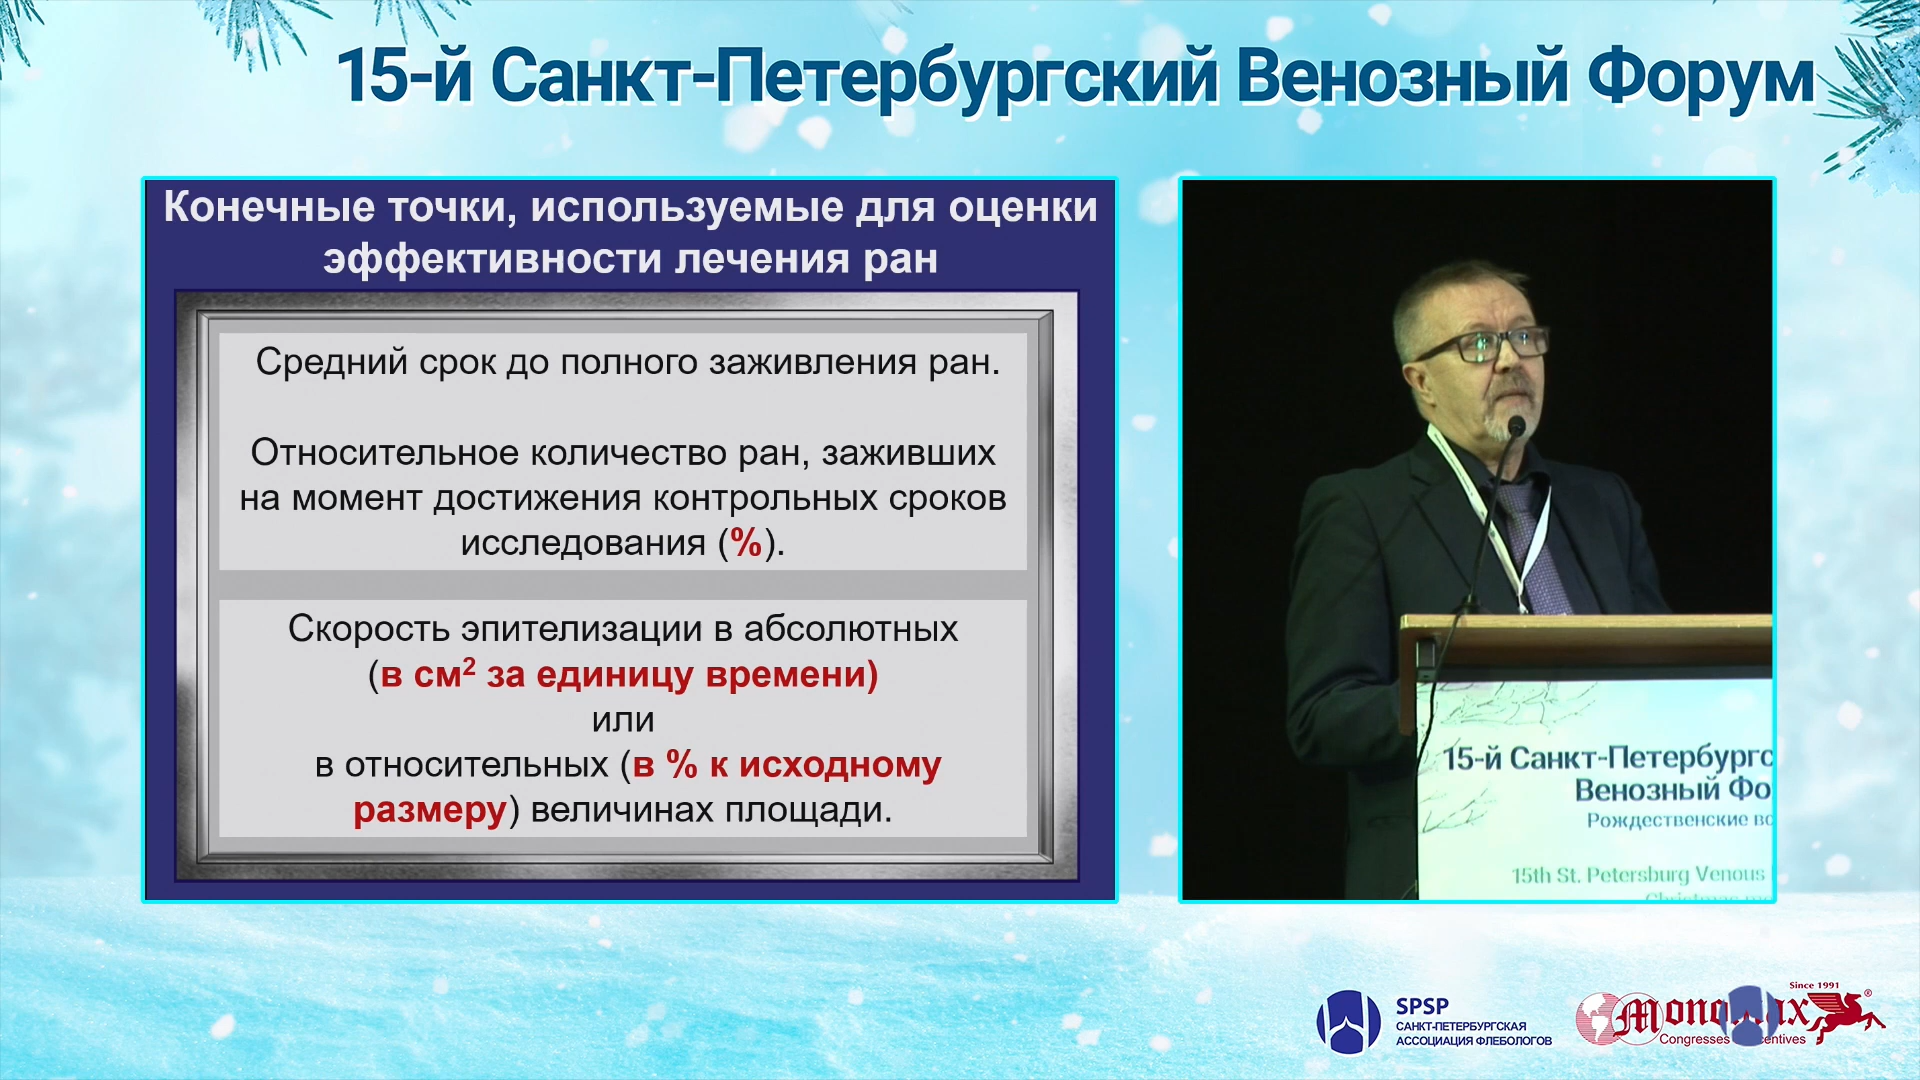 15-й Санкт-Петербургский Венозный Форум
Конечные точки, используемые для оценки
эффективности лечения ран
Средний срок до полного заживления ран.
Относительное количество ран, заживших
на момент достижения контрольных сроков
исследования (%).
Скорость эпителизации в абсолютных
(в см² за единицу времени)
или
в относительных (в % к исходному
размеру) величинах площади.
15-й Санкт-Петербургс
Венозный Фо
Рождественские вс
15th St. Petersburg Venous
SPSP
САНКТ-ПЕТЕРБУРГСКАЯ
АССОЦИАЦИЯ ФЛЕБОЛОГОВ
Since 1991
Congresses